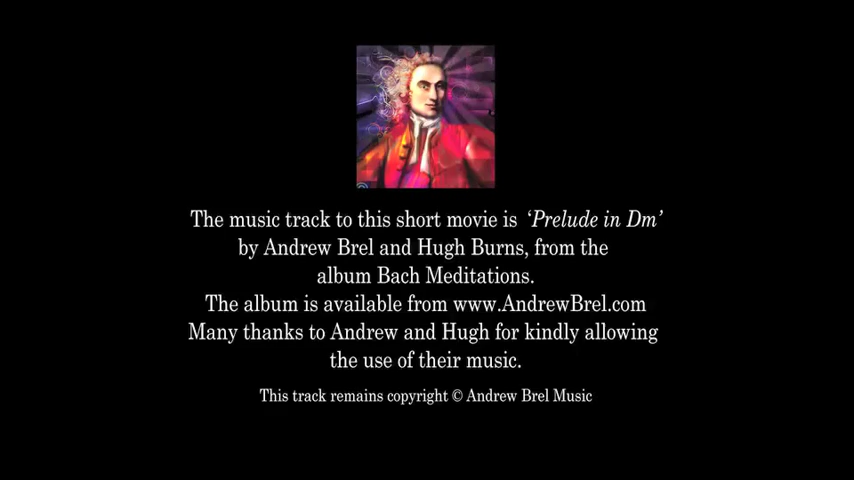 The music track to this short movie is ‘Prelude in Dm’
by Andrew Brel and Hugh Burns, from the
album Bach Meditations.
The album is available from www.AndrewBrel.com
Many thanks to Andrew and Hugh for kindly allowing
the use of their music.
This track remains copyright © Andrew Brel Music